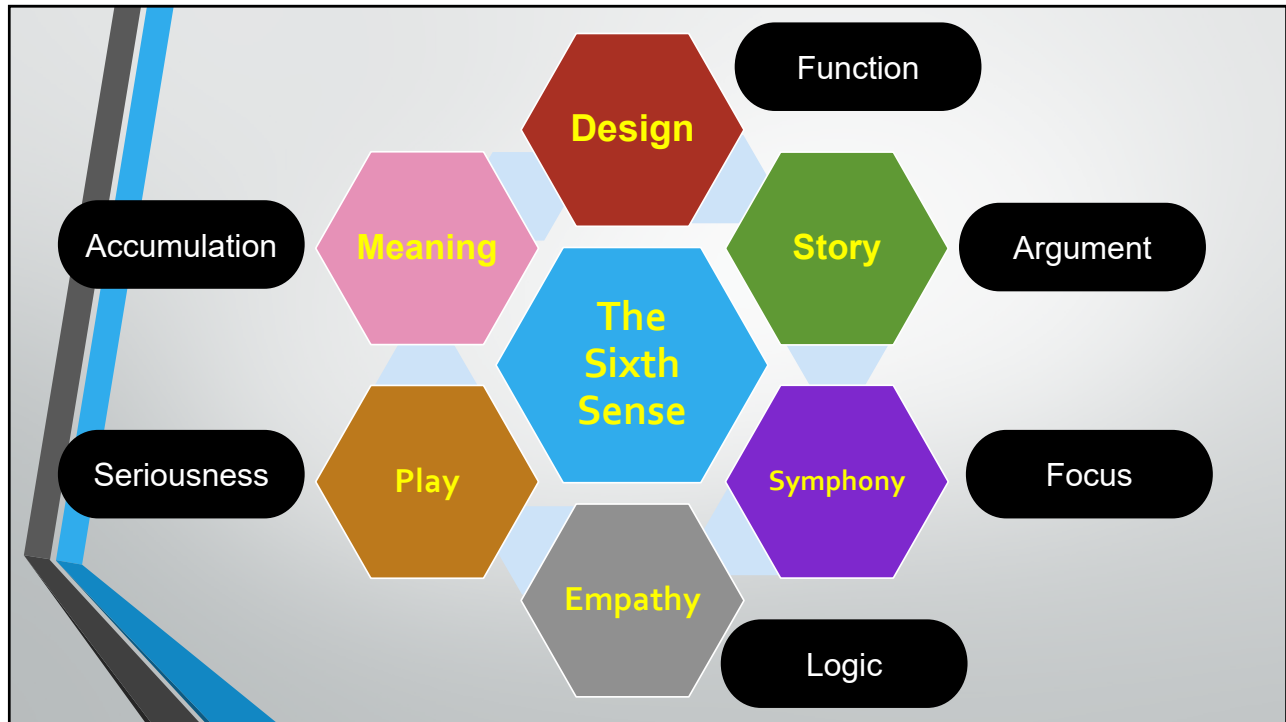 Function
Design
Story
Argument
Accumulation
Meaning
The
Sixth
Sense
Seriousness
Play
Symphony
Focus
Empathy
Logic